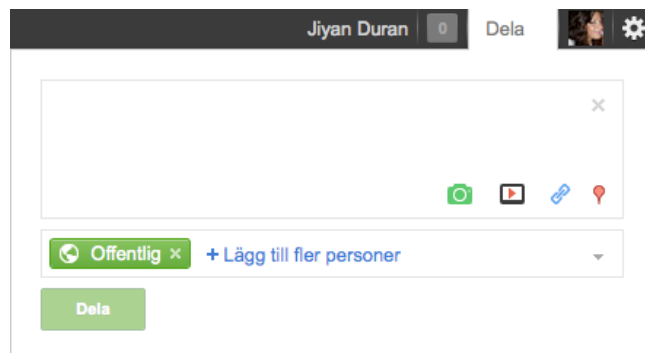 Jiyan Duran 0 Dela
Offentlig × + Lägg till fler personer
Dela